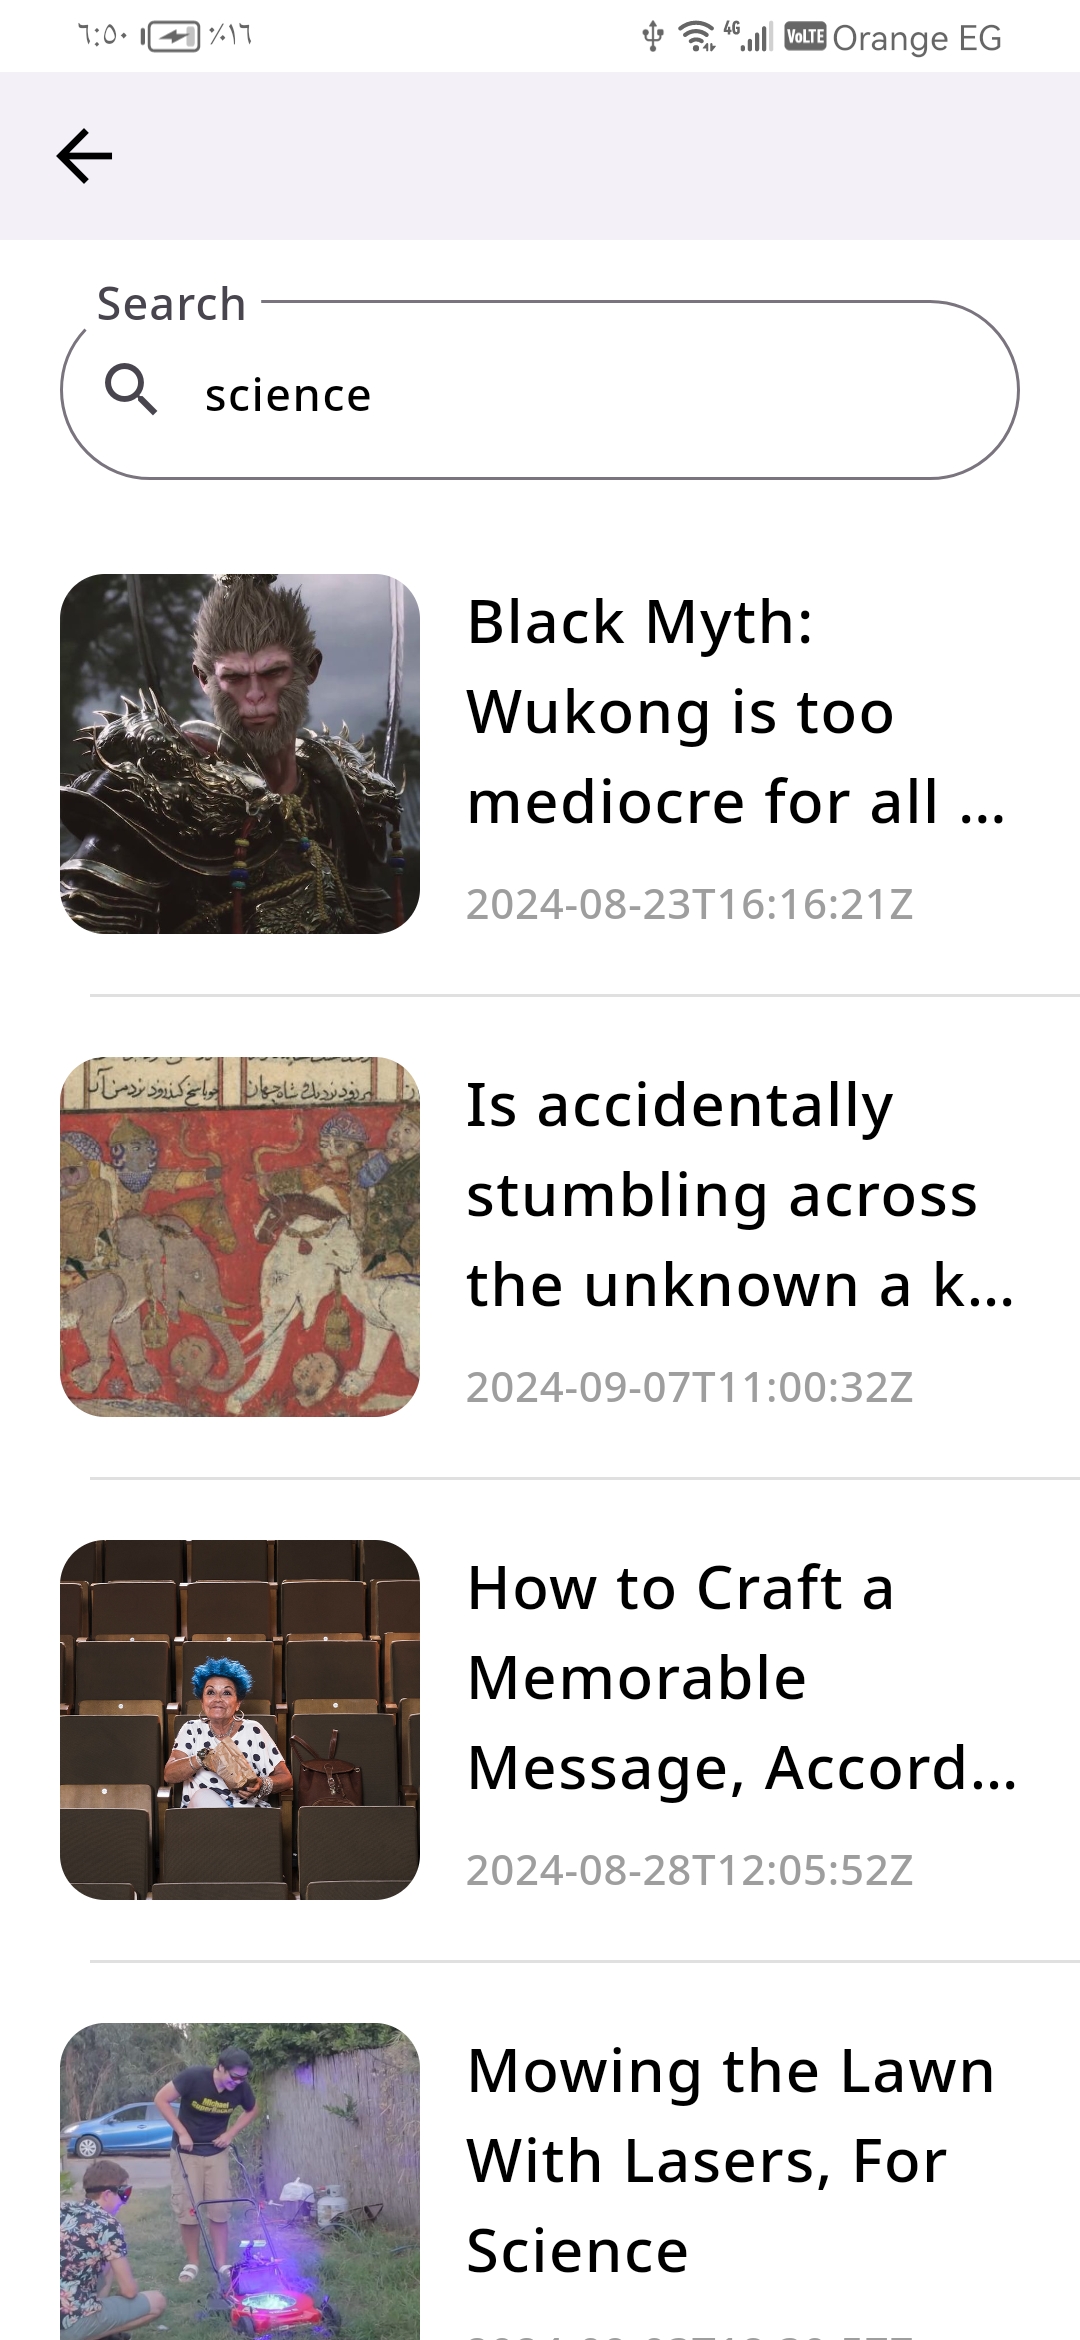 ٦:٥٠ ٪١٦ 4G VoLTE Orange EG
Search
science
Black Myth:
Wukong is too
mediocre for all ...
2024-08-23T16:16:21Z
Is accidentally
stumbling across
the unknown a k...
2024-09-07T11:00:32Z
How to Craft a
Memorable
Message, Accord...
2024-08-28T12:05:52Z
Mowing the Lawn
With Lasers, For
Science